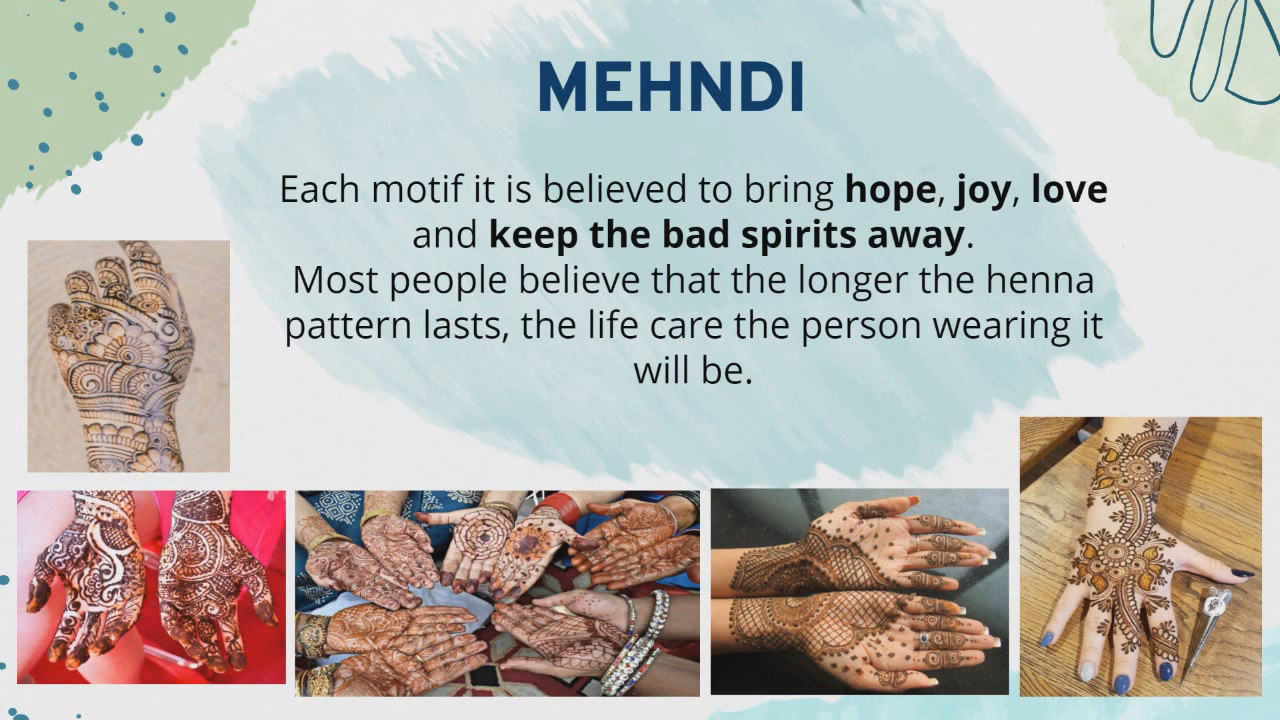 MEHNDI
Each motif it is believed to bring hope, joy, love
and keep the bad spirits away.
Most people believe that the longer the henna
pattern lasts, the life care the person wearing it
will be.